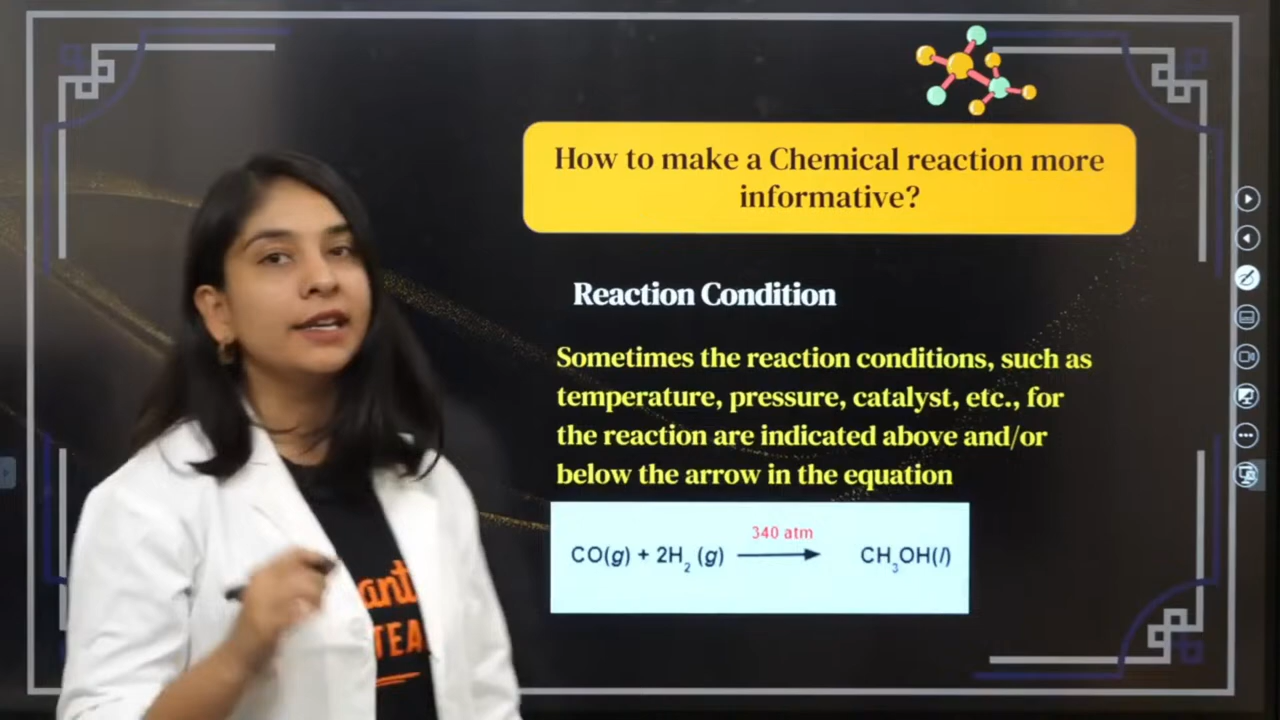 How to make a Chemical reaction more
informative?
Reaction Condition
Sometimes the reaction conditions, such as
temperature, pressure, catalyst, etc., for
the reaction are indicated above and/or
below the arrow in the equation
340 atm
CO(g) + 2H₂ (g) ⟶ CH₃OH(l)